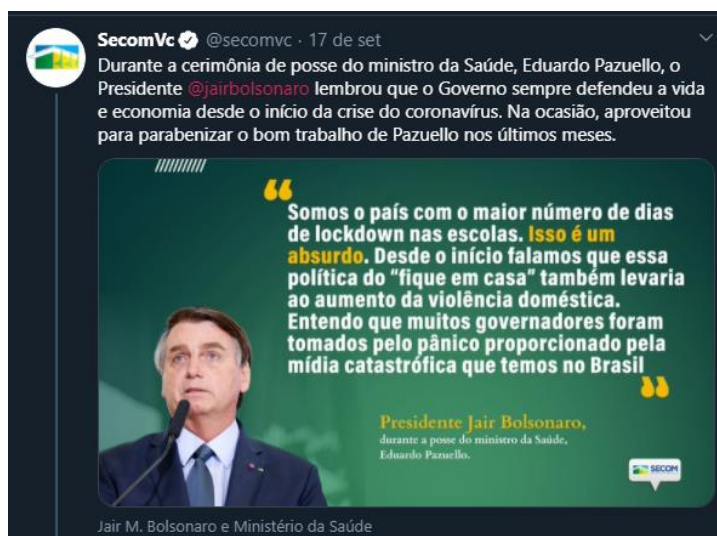 SecomVc @secomvc · 17 de set
Durante a cerimônia de posse do ministro da Saúde, Eduardo Pazuello, o
Presidente @jairbolsonaro lembrou que o Governo sempre defendeu a vida
e economia desde o início da crise do coronavírus. Na ocasião, aproveitou
para parabenizar o bom trabalho de Pazuello nos últimos meses.
“
Somos o país com o maior número de dias
de lockdown nas escolas. Isso é um
absurdo. Desde o início falamos que essa
política do “fique em casa” também levaria
ao aumento da violência doméstica.
Entendo que muitos governadores foram
tomados pelo pânico proporcionado pela
mídia catastrófica que temos no Brasil
”
Presidente Jair Bolsonaro,
durante a posse do ministro da Saúde,
Eduardo Pazuello.
SECOM
Jair M. Bolsonaro e Ministério da Saúde